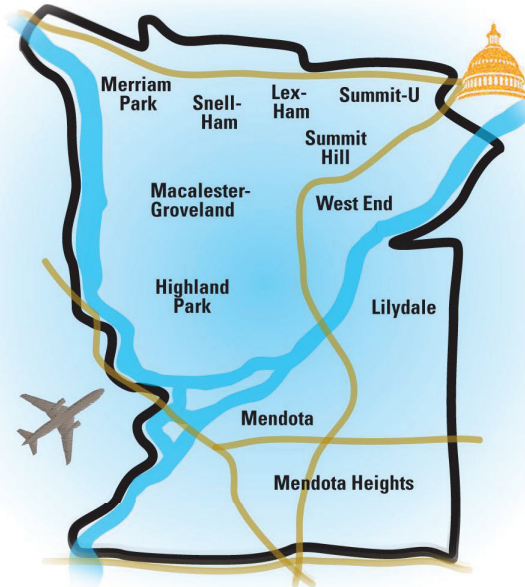 Merriam
Park
Snell-
Ham
Lex-
Ham
Summit-U
Summit
Hill
Macalester-
Groveland
West End
Highland
Park
Lilydale
Mendota
Mendota Heights